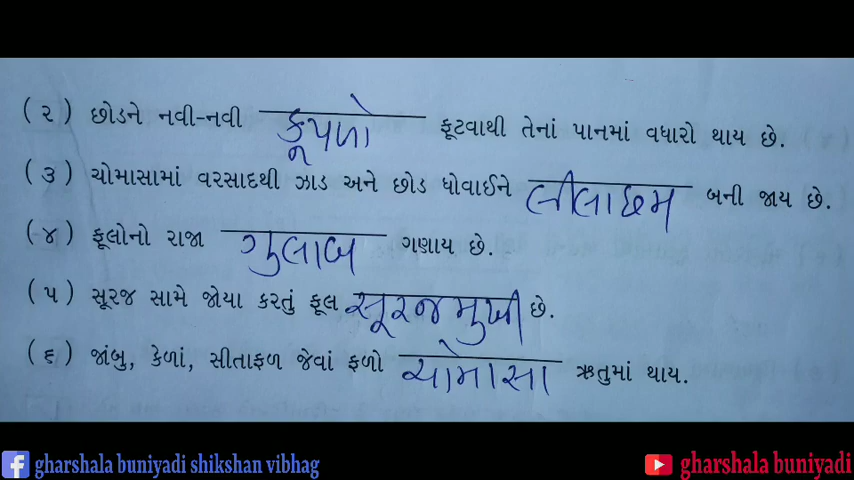 (૨) છોડને નવી-નવી કૂંપળો ફૂટવાથી તેનાં પાનમાં વધારો થાય છે.
(૩) ચોમાસામાં વરસાદથી ઝાડ અને છોડ ધોવાઈને લીલાછમ બની જાય છે.
(૪) ફૂલોનો રાજા ગુલાબ ગણાય છે.
(૫) સૂરજ સામે જોયા કરતું ફૂલ સૂરજમુખી છે.
(૬) જાંબુ, કેળાં, સીતાફળ જેવાં ફળો ચોમાસા ઋતુમાં થાય.
gharshala buniyadi shikshan vibhag
gharshala buniyadi